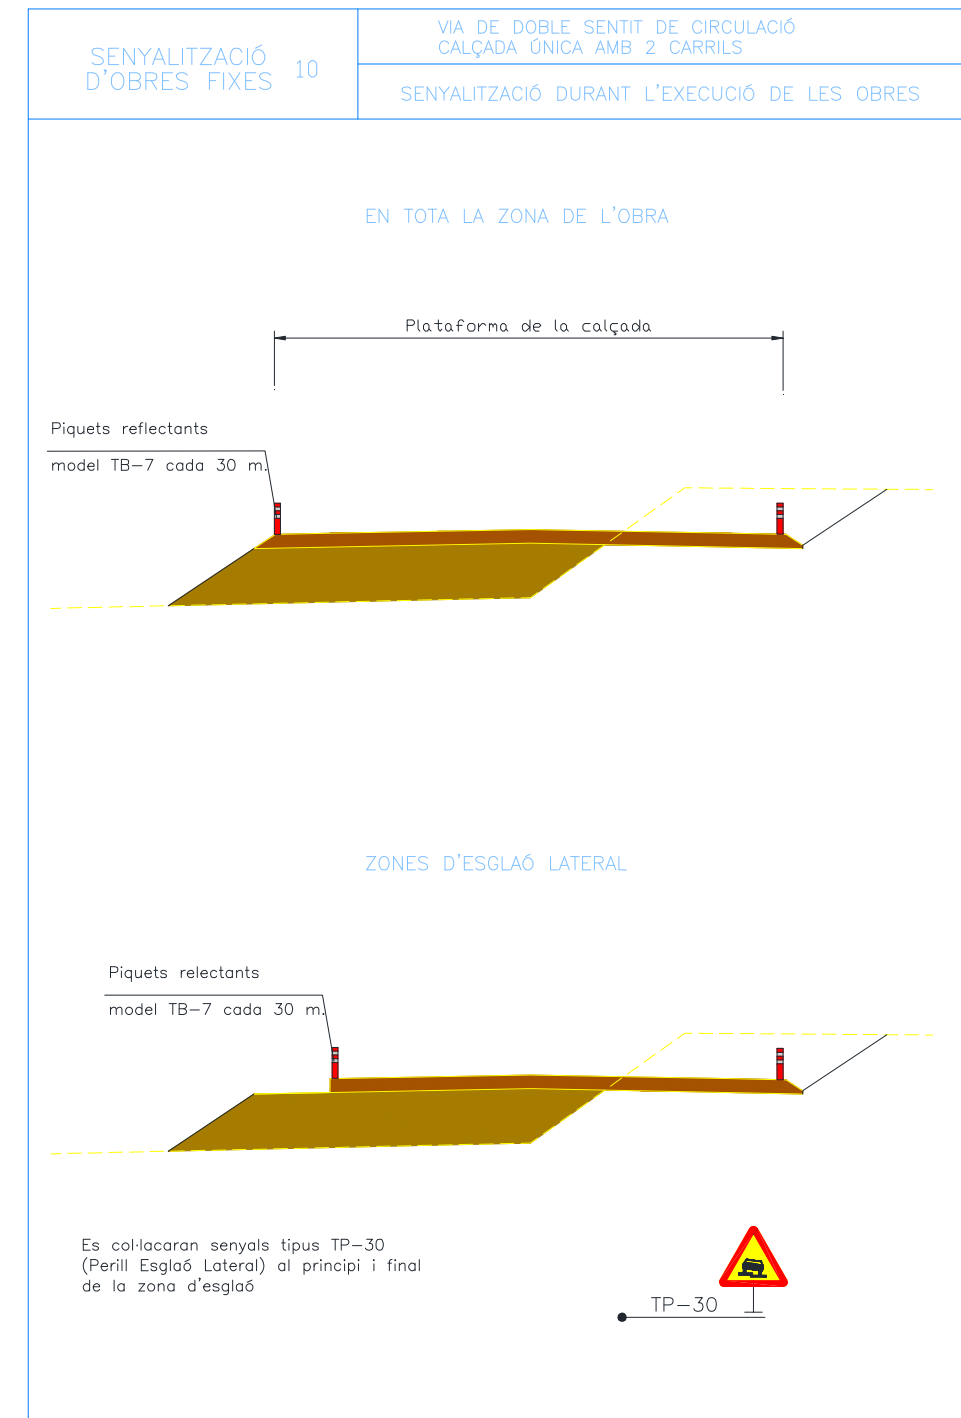 SENYALITZACIÓ
D'OBRES FIXES 10
VIA DE DOBLE SENTIT DE CIRCULACIÓ
CALÇADA ÚNICA AMB 2 CARRILS
SENYALITZACIÓ DURANT L'EXECUCIÓ DE LES OBRES
EN TOTA LA ZONA DE L'OBRA
Plataforma de la calçada
Piquets reflectants
model TB-7 cada 30 m.
ZONES D'ESGLAÓ LATERAL
Piquets relectants
model TB-7 cada 30 m.
Es col·lacaran senyals tipus TP-30
(Perill Esglaó Lateral) al principi i final
de la zona d'esglaó
TP-30